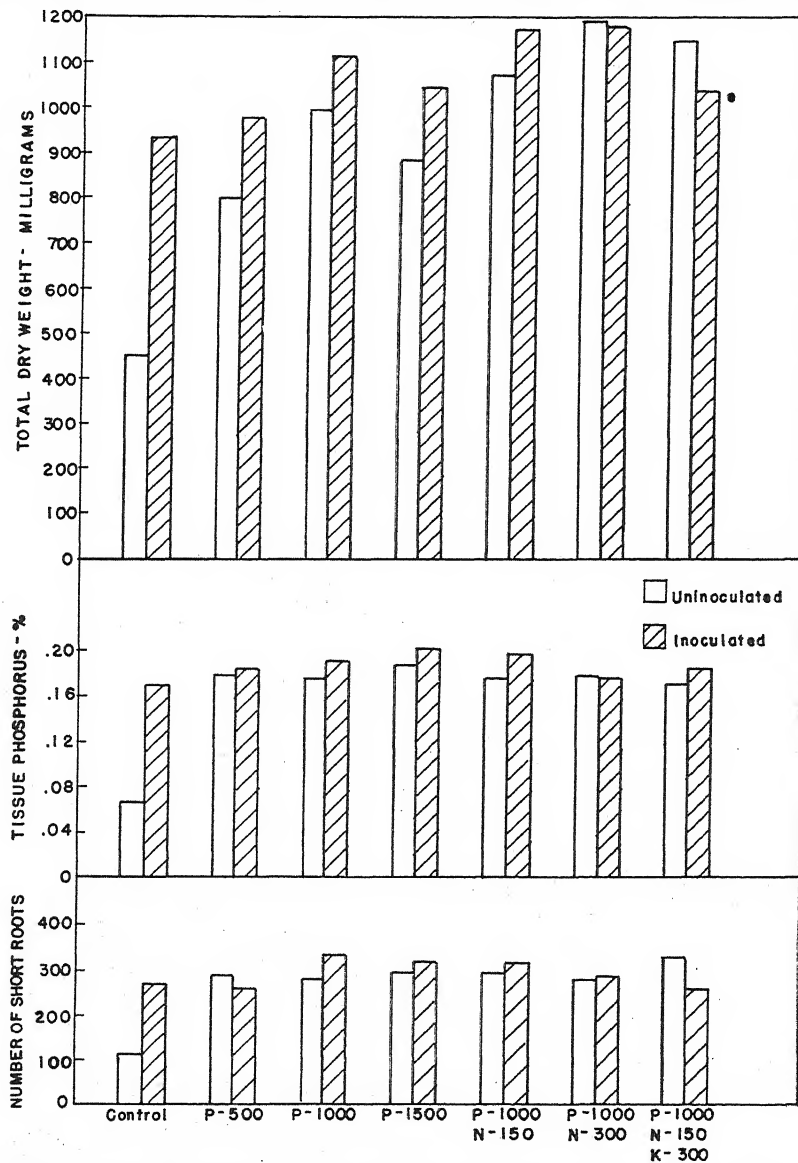 TOTAL DRY WEIGHT - MILLIGRAMS
1200
1100
1000
900
800
700
600
500
400
300
200
100
0
TISSUE PHOSPHORUS - %
.20
.16
.12
.08
.04
0
Uninoculated
Inoculated
NUMBER OF SHORT ROOTS
400
300
200
100
0
Control
P-500
P-1000
P-1500
P-1000
N-150
P-1000
N-300
P-1000
N-150
K-300